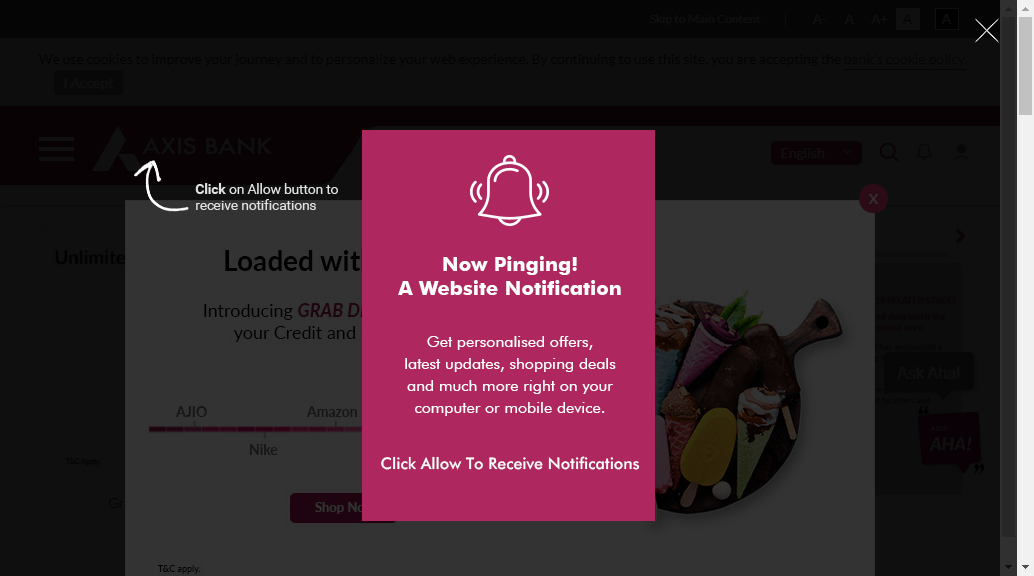 Skip to Main Content | A- A A+ A A
We use cookies to improve your journey and to personalize your web experience. By continuing to use this site, you are accepting the bank's cookie policy.
I Accept
AXIS BANK
English
Click on Allow button to
receive notifications
X
Unlimite
Loaded wit
Introducing GRAB D
your Credit and
AJIO
Amazon
Nike
T&C apply.
Gr
Shop No
T&C apply.
Now Pinging!
A Website Notification
Get personalised offers,
latest updates, shopping deals
and much more right on your
computer or mobile device.
Click Allow To Receive Notifications
Ask Aha!
AXIS
AHA!